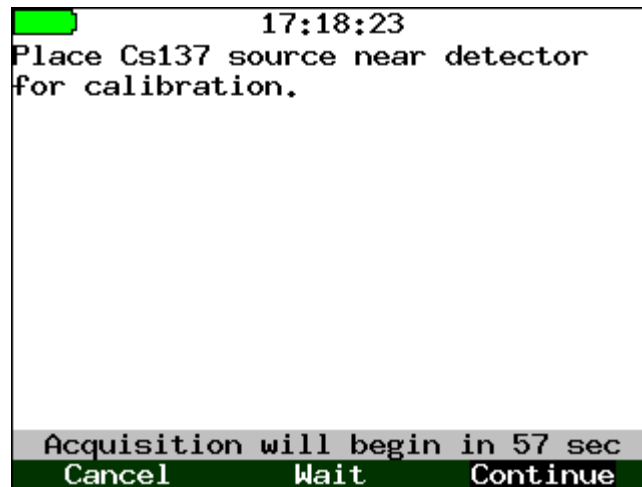 17:18:23
Place Cs137 source near detector
for calibration.
Acquisition will begin in 57 sec
Cancel Wait Continue